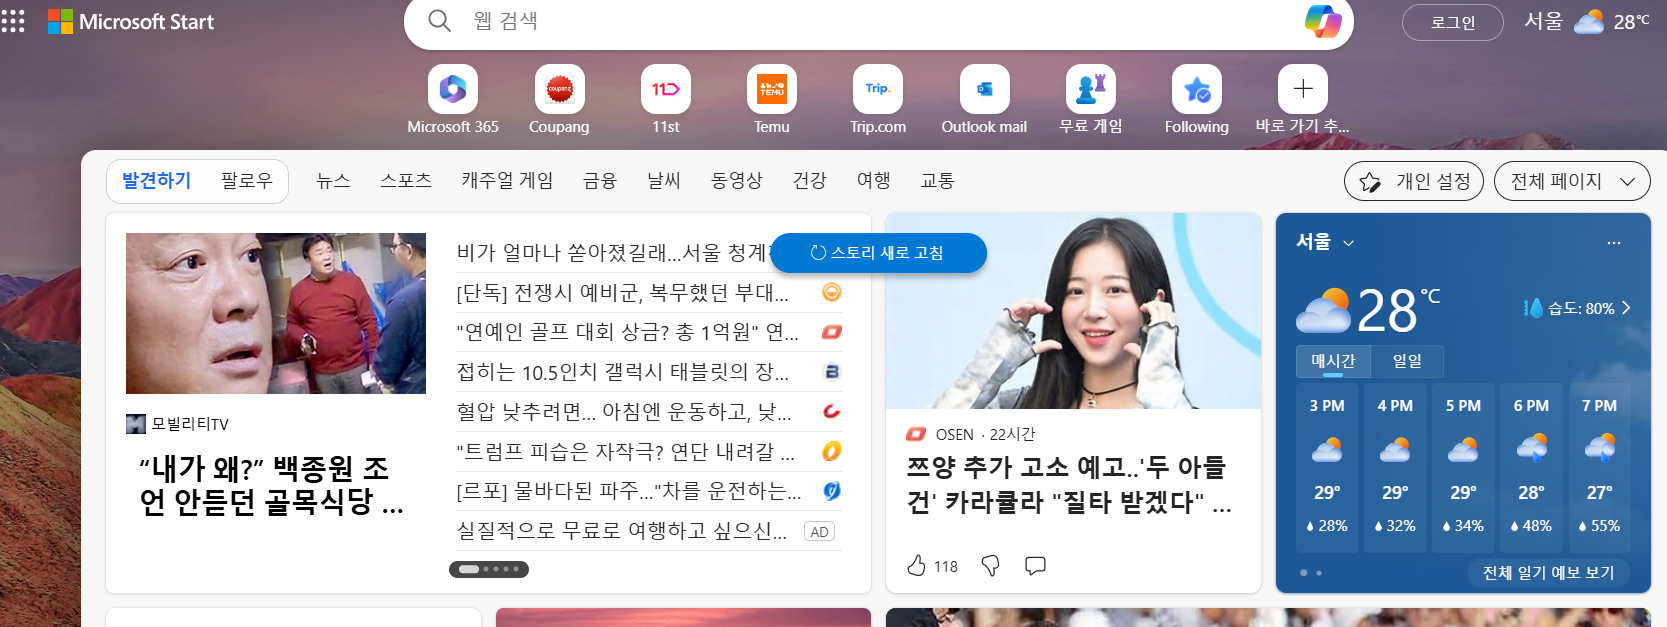 Microsoft Start
웹 검색
로그인
서울
28°C
Microsoft 365
coupang
Coupang
11st
TEMU
Temu
Trip.
Trip.com
Outlook mail
무료 게임
Following
바로 가기 추...
발견하기
팔로우
뉴스
스포츠
캐주얼 게임
금융
날씨
동영상
건강
여행
교통
개인 설정
전체 페이지
스토리 새로 고침
모빌리티TV
“내가 왜?” 백종원 조
언 안듣던 골목식당 ...
비가 얼마나 쏟아졌길래...서울 청계
[단독] 전쟁시 예비군, 복무했던 부대...
"연예인 골프 대회 상금? 총 1억원" 연...
접히는 10.5인치 갤럭시 태블릿의 장...
혈압 낮추려면... 아침엔 운동하고, 낮...
"트럼프 피습은 자작극? 연단 내려갈 ...
[르포] 물바다된 파주..."차를 운전하는...
실질적으로 무료로 여행하고 싶으신...
AD
OSEN · 22시간
쯔양 추가 고소 예고..'두 아들
건' 카라큘라 "질타 받겠다" ...
118
서울
28°C
습도: 80%
매시간
일일
3 PM 4 PM 5 PM 6 PM 7 PM
29° 29° 29° 28° 27°
28% 32% 34% 48% 55%
전체 일기 예보 보기